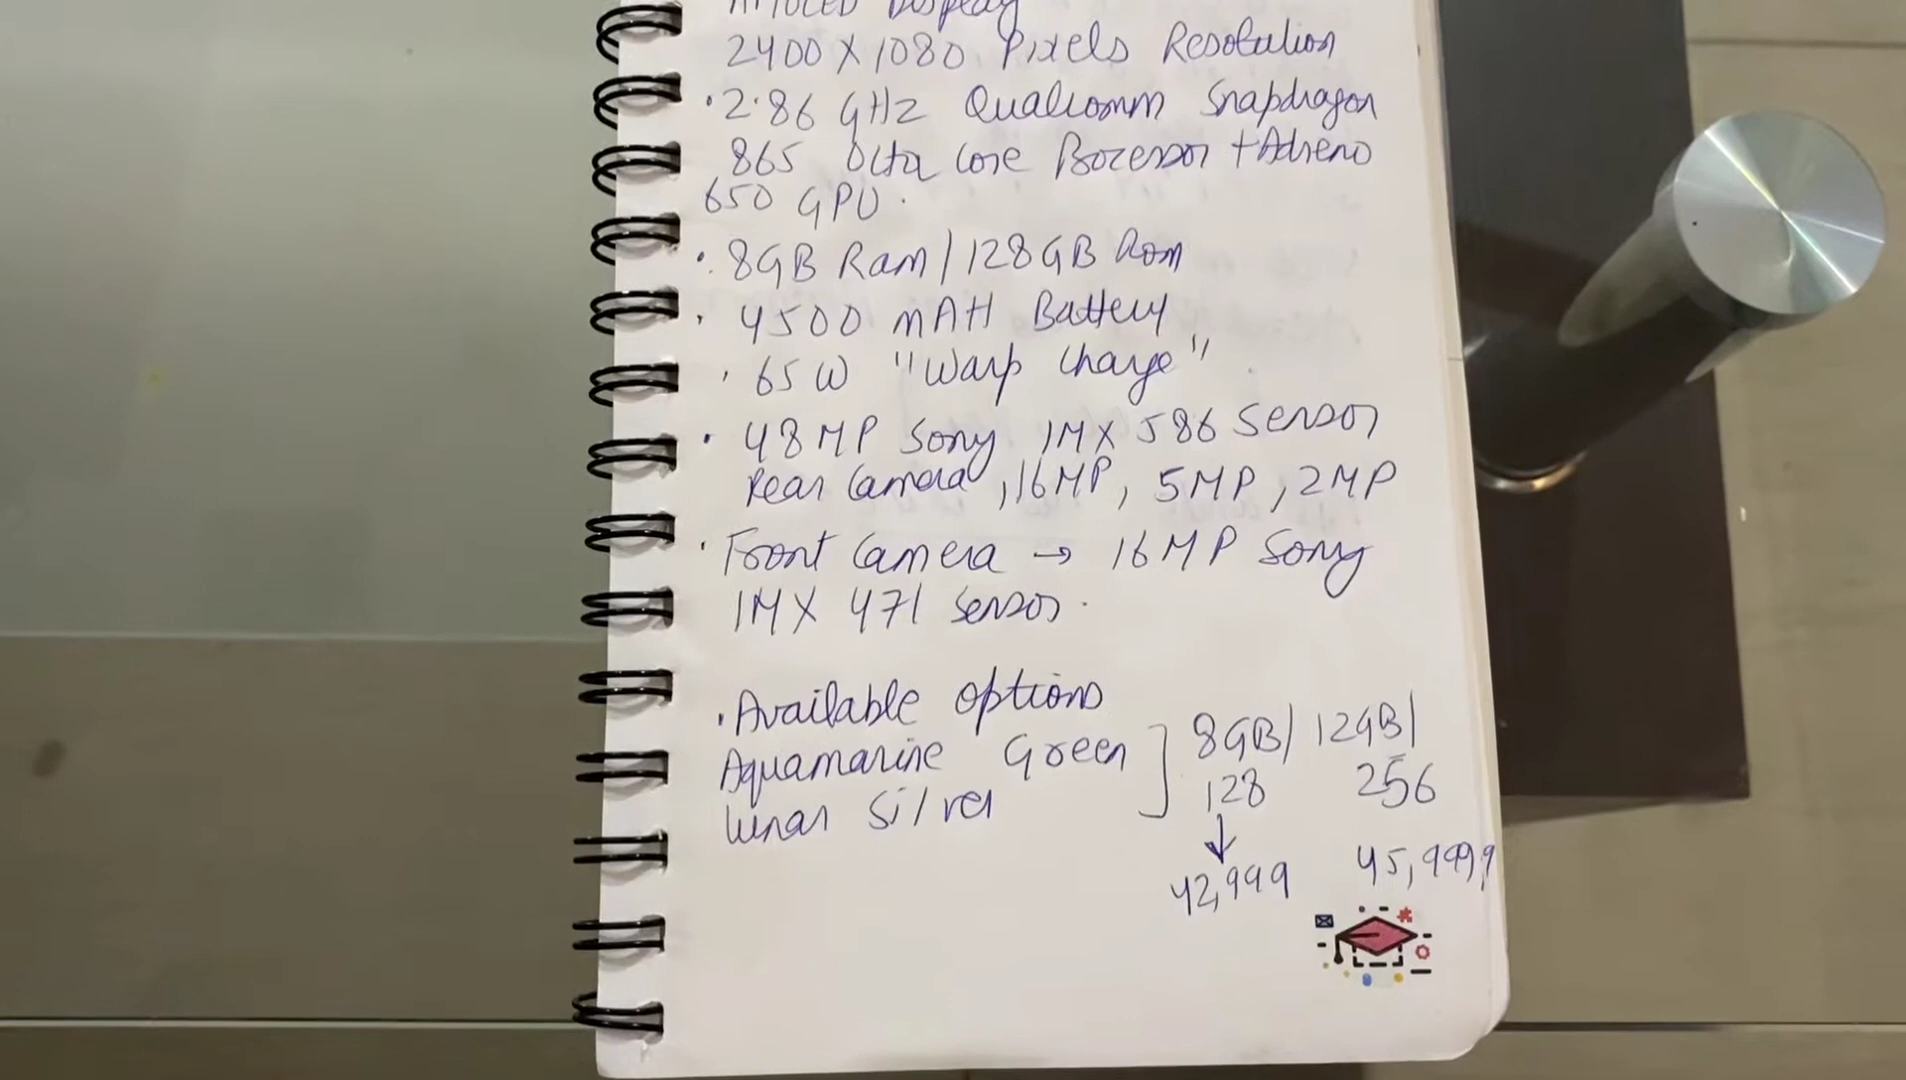 AMOLED Display
2400 X 1080 Pixels Resolution
• 2.86 GHz Qualcomm Snapdragon
865 Octa Core Processor + Adreno
650 GPU.
• 8GB Ram / 128GB Rom
• 4500 mAH Battery
• 65W "Warp Charge"
• 48MP Sony IMX 586 Sensor
Rear Camera, 16MP, 5MP, 2MP
• Front Camera → 16MP Sony
IMX 471 Sensor.
• Available options
Aquamarine Green ] 8GB/ 12GB/
Lunar Silver 128 256
↓
42,999 45,999